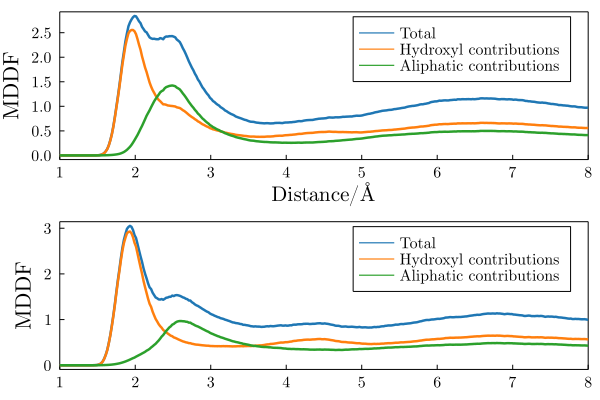 MDDF
2.5
2.0
1.5
1.0
0.5
0.0
Total
Hydroxyl contributions
Aliphatic contributions
1 2 3 4 5 6 7 8
Distance/Å
MDDF
3
2
1
0
Total
Hydroxyl contributions
Aliphatic contributions
1 2 3 4 5 6 7 8